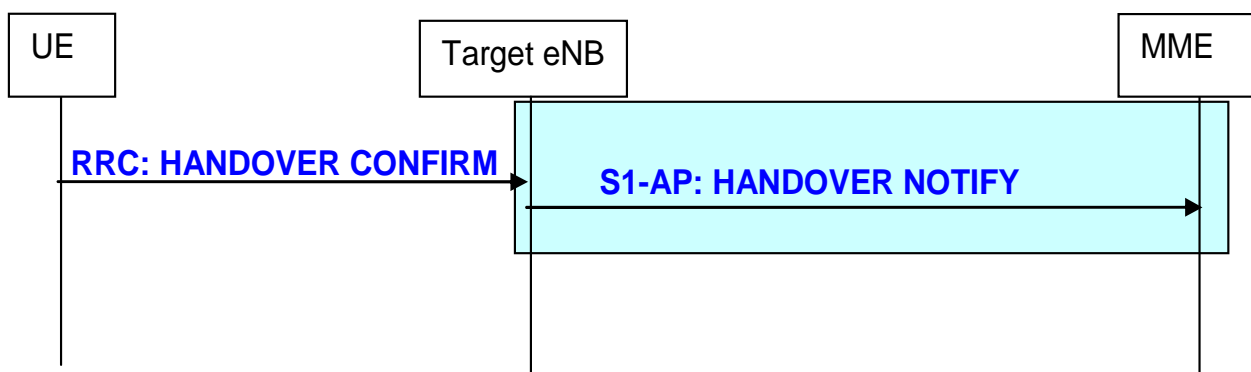 UE
Target eNB
MME
RRC: HANDOVER CONFIRM
S1-AP: HANDOVER NOTIFY